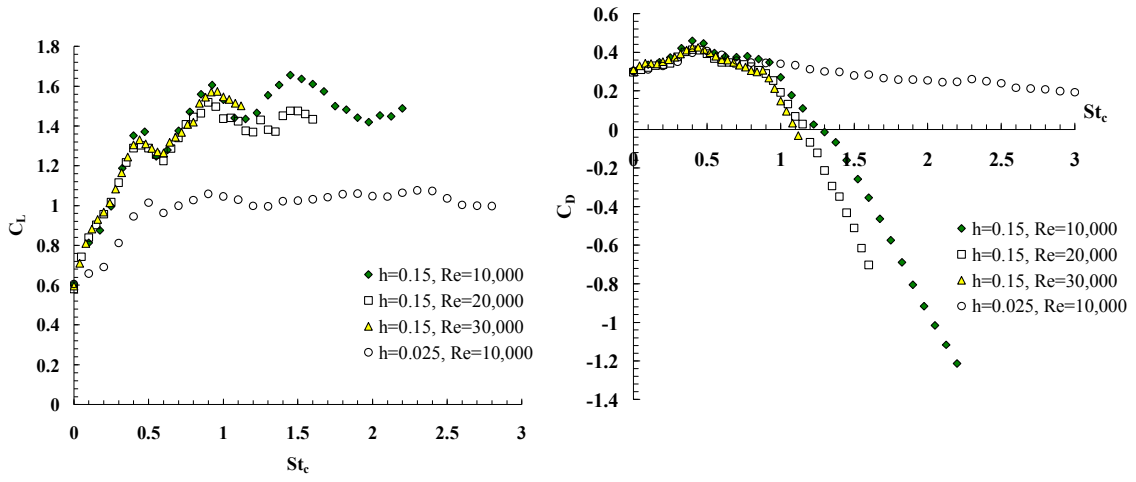 1.8
1.6
1.4
1.2
1
0.8
0.6
0.4
0.2
0
0 0.5 1 1.5 2 2.5 3
C_L
St_c
h=0.15, Re=10,000
h=0.15, Re=20,000
h=0.15, Re=30,000
h=0.025, Re=10,000
0.6
0.4
0.2
0
-0.2
-0.4
-0.6
-0.8
-1
-1.2
-1.4
0 0.5 1 1.5 2 2.5 3
C_D
St_c
h=0.15, Re=10,000
h=0.15, Re=20,000
h=0.15, Re=30,000
h=0.025, Re=10,000